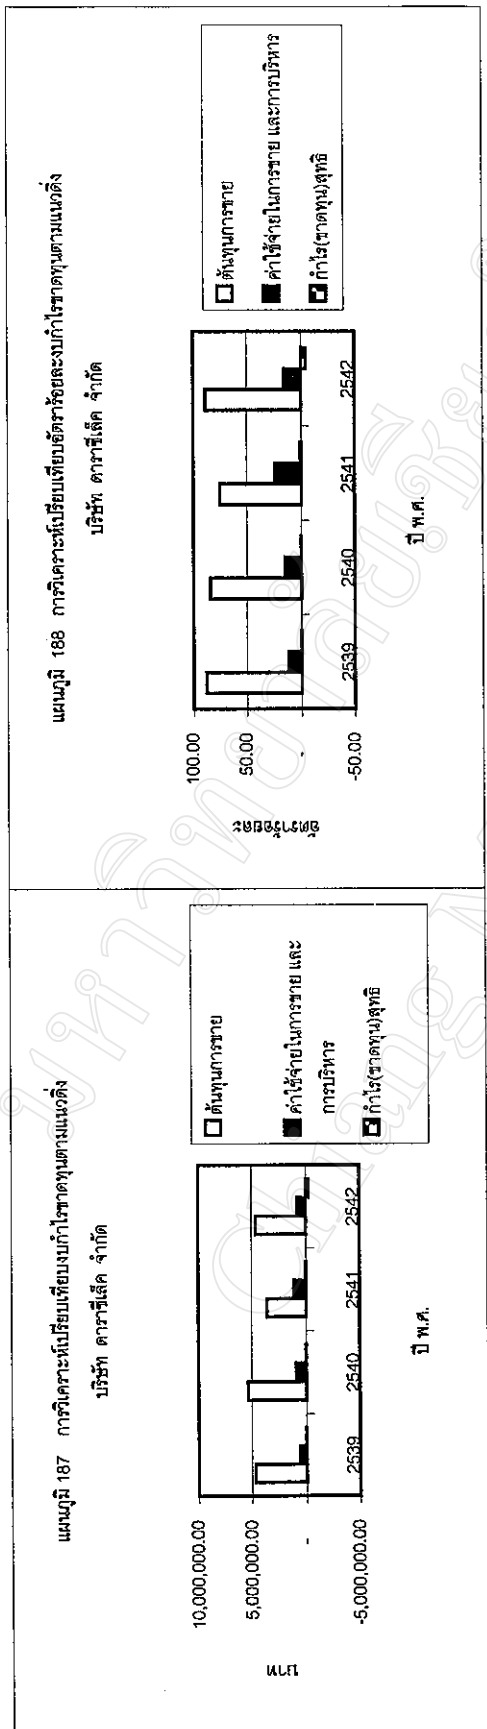 แผนภูมิ 187 การวิเคราะห์เปรียบเทียบงบกำไรขาดทุนตามแนวดิ่ง
บริษัท ดาราซีเล็ค จำกัด
บาท
10,000,000.00
5,000,000.00
-
-5,000,000.00
2539
2540
2541
2542
ปี พ.ศ.
ต้นทุนการขาย
ค่าใช้จ่ายในการขาย และ
การบริหาร
กำไร(ขาดทุน)สุทธิ
แผนภูมิ 188 การวิเคราะห์เปรียบเทียบอัตราร้อยละงบกำไรขาดทุนตามแนวดิ่ง
บริษัท ดาราซีเล็ค จำกัด
อัตราร้อยละ
100.00
50.00
-
-50.00
2539
2540
2541
2542
ปี พ.ศ.
ต้นทุนการขาย
ค่าใช้จ่ายในการขาย และการบริหาร
กำไร(ขาดทุน)สุทธิ